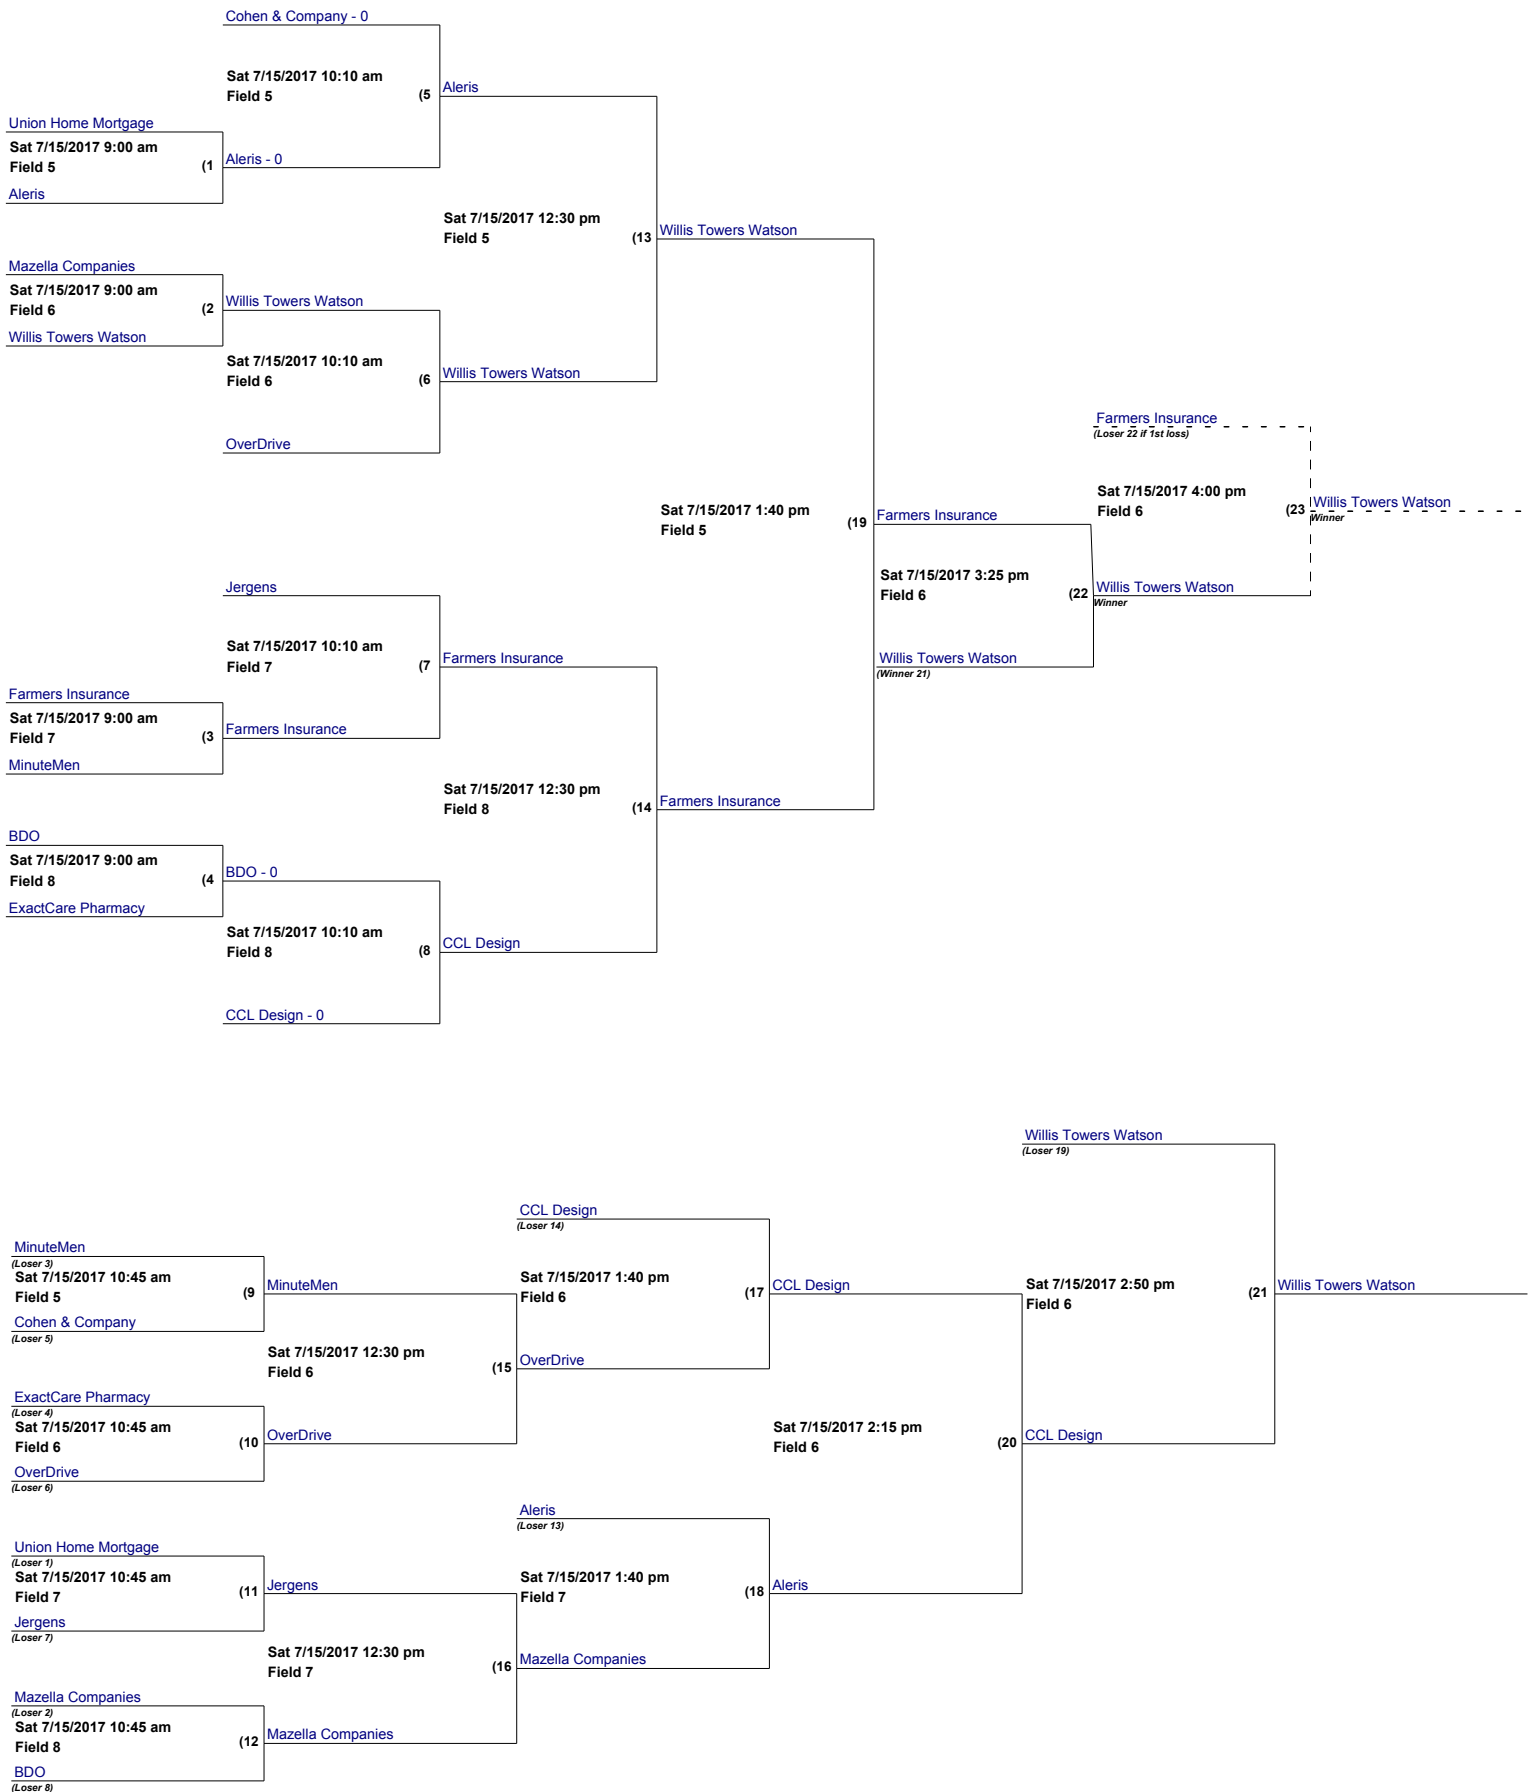 Cohen & Company - 0
Sat 7/15/2017 10:10 am
Field 5
(5
Aleris
Union Home Mortgage
Sat 7/15/2017 9:00 am
Field 5
(1
Aleris - 0
Aleris
Sat 7/15/2017 12:30 pm
Field 5
(13
Willis Towers Watson
Mazella Companies
Sat 7/15/2017 9:00 am
Field 6
(2
Willis Towers Watson
Willis Towers Watson
Sat 7/15/2017 10:10 am
Field 6
(6
Willis Towers Watson
OverDrive
Farmers Insurance
(Loser 22 if 1st loss)
Sat 7/15/2017 4:00 pm
Field 6
(23
Willis Towers Watson
Winner
Sat 7/15/2017 1:40 pm
Field 5
(19
Farmers Insurance
Sat 7/15/2017 3:25 pm
Field 6
(22
Willis Towers Watson
Winner
Willis Towers Watson
(Winner 21)
Jergens
Sat 7/15/2017 10:10 am
Field 7
(7
Farmers Insurance
Farmers Insurance
Sat 7/15/2017 9:00 am
Field 7
(3
Farmers Insurance
MinuteMen
Sat 7/15/2017 12:30 pm
Field 8
(14
Farmers Insurance
BDO
Sat 7/15/2017 9:00 am
Field 8
(4
BDO - 0
ExactCare Pharmacy
Sat 7/15/2017 10:10 am
Field 8
(8
CCL Design
CCL Design - 0
Willis Towers Watson
(Loser 19)
CCL Design
(Loser 14)
MinuteMen
(Loser 3)
Sat 7/15/2017 10:45 am
Field 5
(9
MinuteMen
Cohen & Company
(Loser 5)
Sat 7/15/2017 1:40 pm
Field 6
(17
CCL Design
Sat 7/15/2017 2:50 pm
Field 6
(21
Willis Towers Watson
Sat 7/15/2017 12:30 pm
Field 6
(15
OverDrive
ExactCare Pharmacy
(Loser 4)
Sat 7/15/2017 10:45 am
Field 6
(10
OverDrive
OverDrive
(Loser 6)
Sat 7/15/2017 2:15 pm
Field 6
(20
CCL Design
Aleris
(Loser 13)
Union Home Mortgage
(Loser 1)
Sat 7/15/2017 10:45 am
Field 7
(11
Jergens
Jergens
(Loser 7)
Sat 7/15/2017 1:40 pm
Field 7
(18
Aleris
Sat 7/15/2017 12:30 pm
Field 7
(16
Mazella Companies
Mazella Companies
(Loser 2)
Sat 7/15/2017 10:45 am
Field 8
(12
Mazella Companies
BDO
(Loser 8)